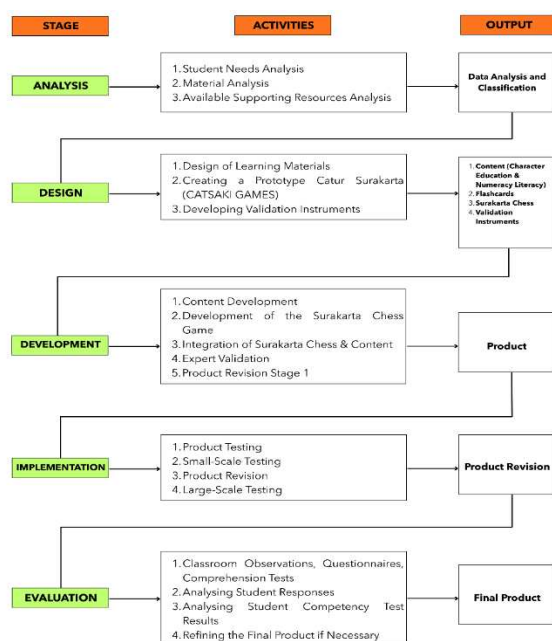 STAGE
ACTIVITIES
OUTPUT
ANALYSIS
1. Student Needs Analysis
2. Material Analysis
3. Available Supporting Resources Analysis
Data Analysis and
Classification
DESIGN
1. Design of Learning Materials
2. Creating a Prototype Catur Surakarta
(CATSAKI GAMES)
3. Developing Validation Instruments
1. Content (Character
Education &
Numeracy Literacy)
2. Flashcards
3. Surakarta Chess
4. Validation
Instruments
DEVELOPMENT
1. Content Development
2. Development of the Surakarta Chess
Game
3. Integration of Surakarta Chess & Content
4. Expert Validation
5. Product Revision Stage 1
Product
IMPLEMENTATION
1. Product Testing
2. Small-Scale Testing
3. Product Revision
4. Large-Scale Testing
Product Revision
EVALUATION
1. Classroom Observations, Questionnaires,
Comprehension Tests
2. Analysing Student Responses
3. Analysing Student Competency Test
Results
4. Refining the Final Product if Necessary
Final Product